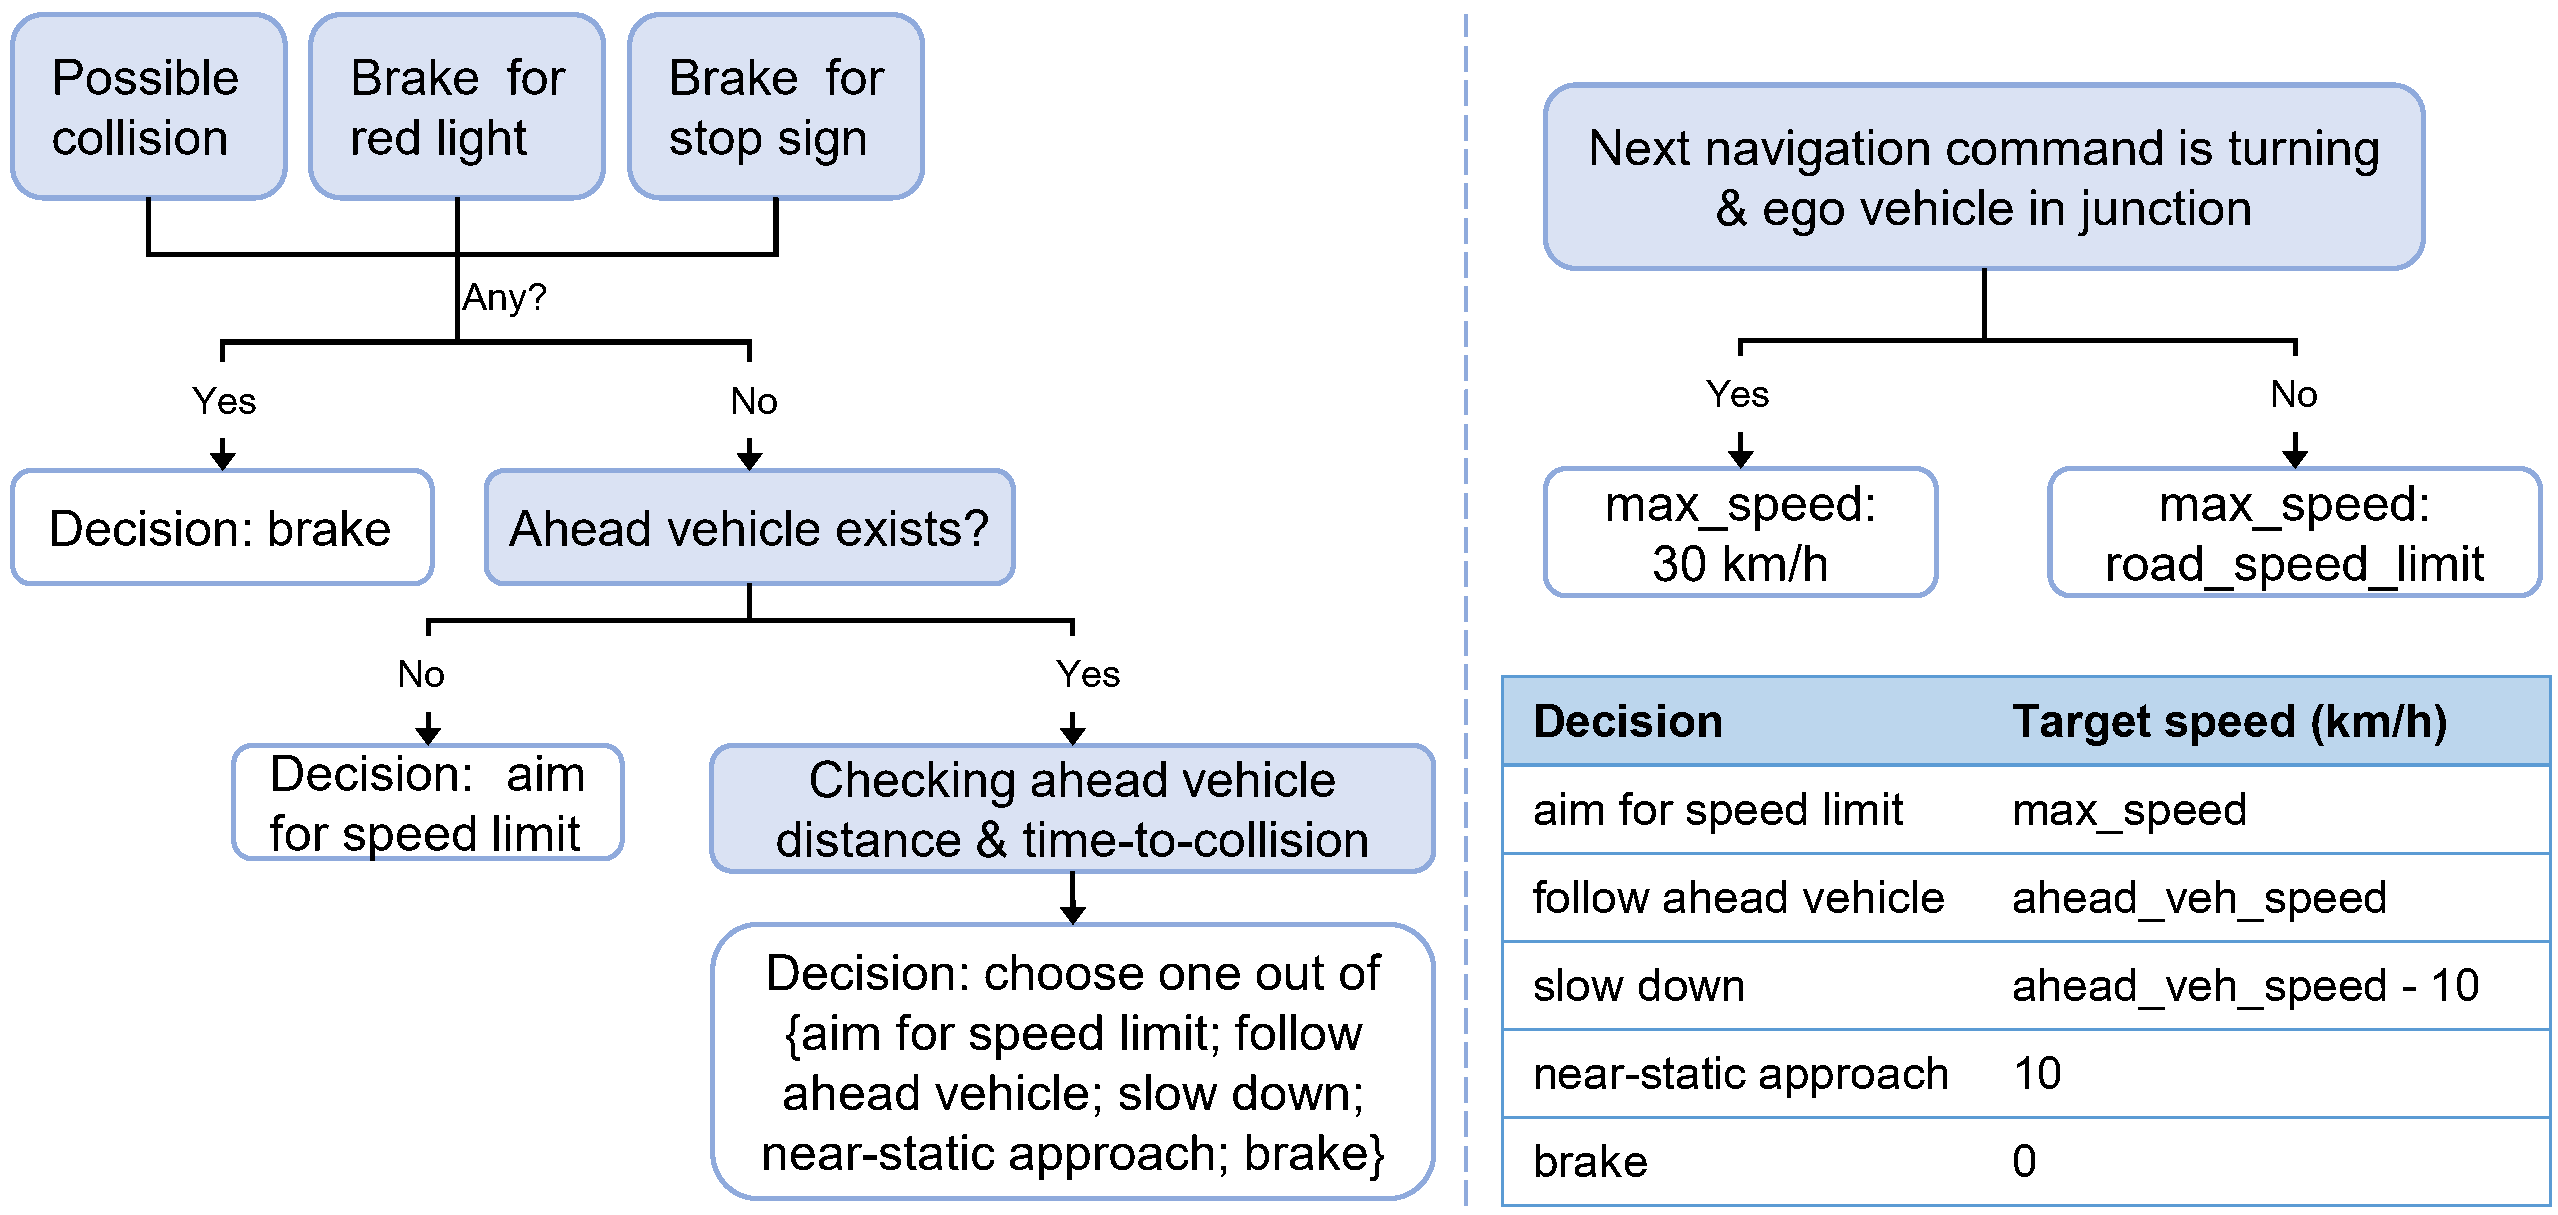 Possible
collision
Brake for
red light
Brake for
stop sign
Any?
Yes
No
Decision: brake
Ahead vehicle exists?
No
Yes
Decision: aim
for speed limit
Checking ahead vehicle
distance & time-to-collision
Decision: choose one out of
{aim for speed limit; follow
ahead vehicle; slow down;
near-static approach; brake}
Next navigation command is turning
& ego vehicle in junction
Yes
No
max_speed:
30 km/h
max_speed:
road_speed_limit
Decision Target speed (km/h)
aim for speed limit max_speed
follow ahead vehicle ahead_veh_speed
slow down ahead_veh_speed - 10
near-static approach 10
brake 0